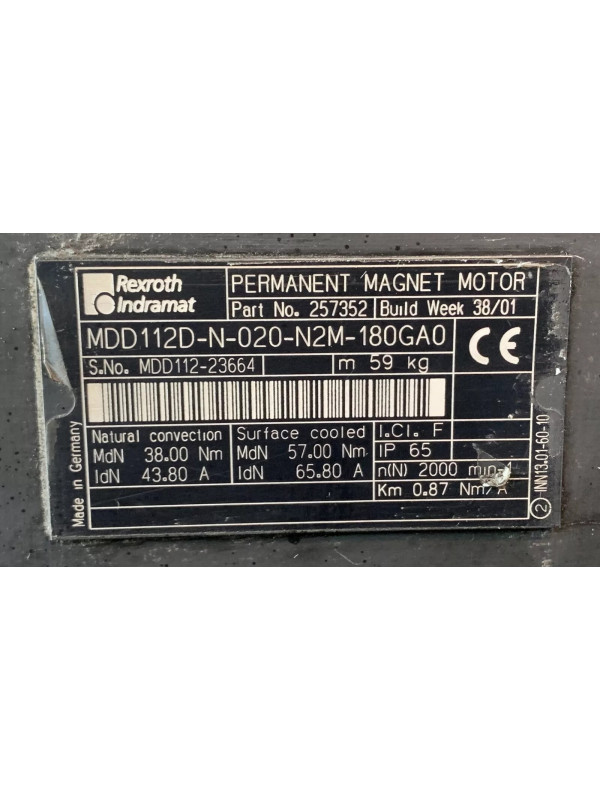 Rexroth
Indramat
PERMANENT MAGNET MOTOR
Part No. 257352 Build Week 38/01
MDD112D-N-020-N2M-180GA0
S.No. MDD112-23664 m 59 kg
CE
Natural convection
MdN 38.00 Nm
IdN 43.80 A
Surface cooled
MdN 57.00 Nm
IdN 65.80 A
I.Cl. F
IP 65
n(N) 2000 min-1
Km 0.87 Nm/A
Made in Germany
2 INN13-01-60-10